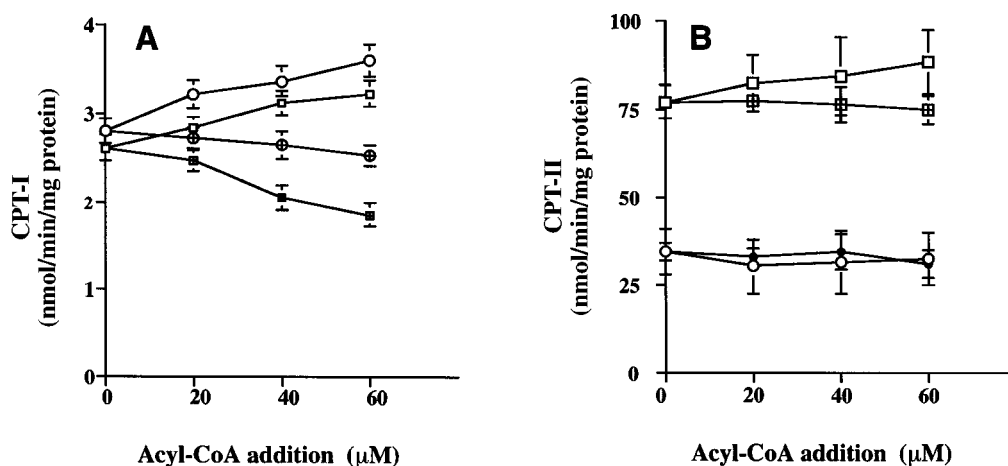 A
4
3
2
1
0
CPT-I
(nmol/min/mg protein)
0 20 40 60
Acyl-CoA addition (μM)
B
100
75
50
25
00
CPT-II
(nmol/min/mg protein)
0 20 40 60
Acyl-CoA addition (μM)